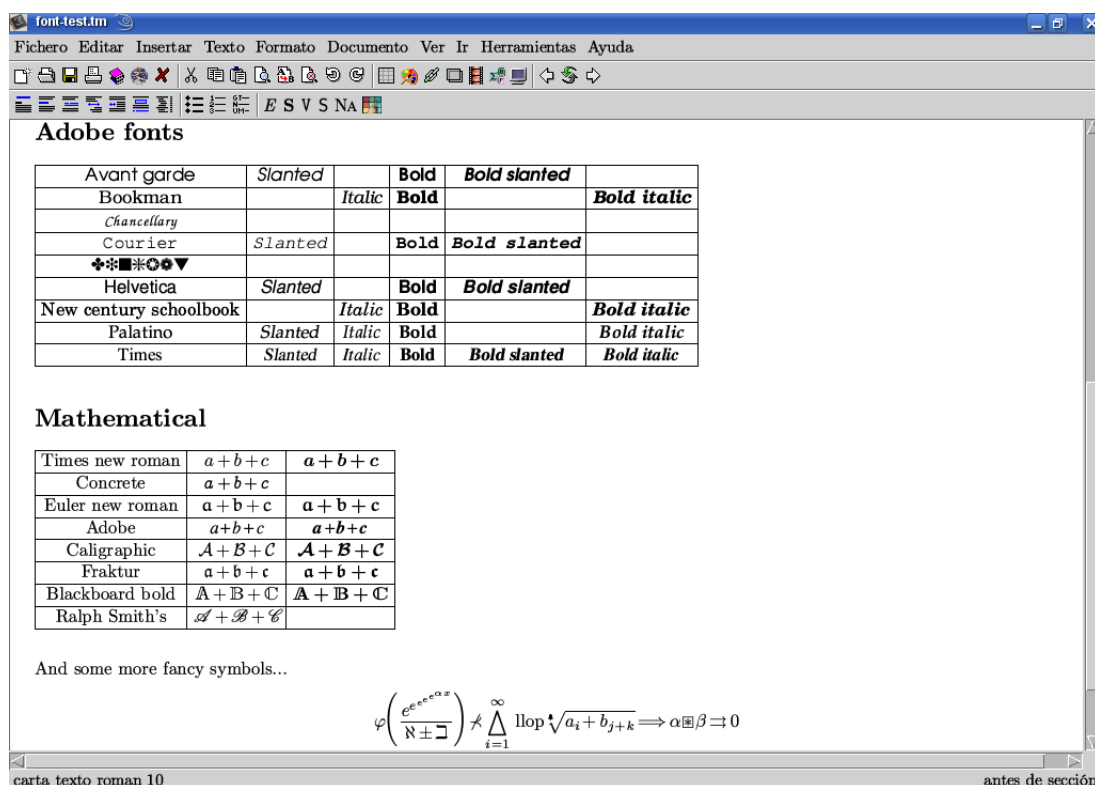 font-test.tm
Fichero Editar Insertar Texto Formato Documento Ver Ir Herramientas Ayuda
E S V S NA
Adobe fonts
Avant garde Slanted Bold Bold slanted
Bookman Italic Bold Bold italic
Chancellary
Courier Slanted Bold Bold slanted
Helvetica Slanted Bold Bold slanted
New century schoolbook Italic Bold Bold italic
Palatino Slanted Italic Bold Bold italic
Times Slanted Italic Bold Bold slanted Bold italic
Mathematical
Times new roman a + b + c a + b + c
Concrete a + b + c
Euler new roman a + b + c a + b + c
Adobe a+b+c a+b+c
Caligraphic 𝒜 + ℬ + 𝒞 𝓐 + 𝓑 + 𝓒
Fraktur 𝔞 + 𝔟 + 𝔠 𝖆 + 𝖇 + 𝖈
Blackboard bold 𝔸 + 𝔹 + ℂ 𝔸 + 𝔹 + ℂ
Ralph Smith's 𝒜 + ℬ + 𝒞
And some more fancy symbols...
carta texto roman 10 antes de sección